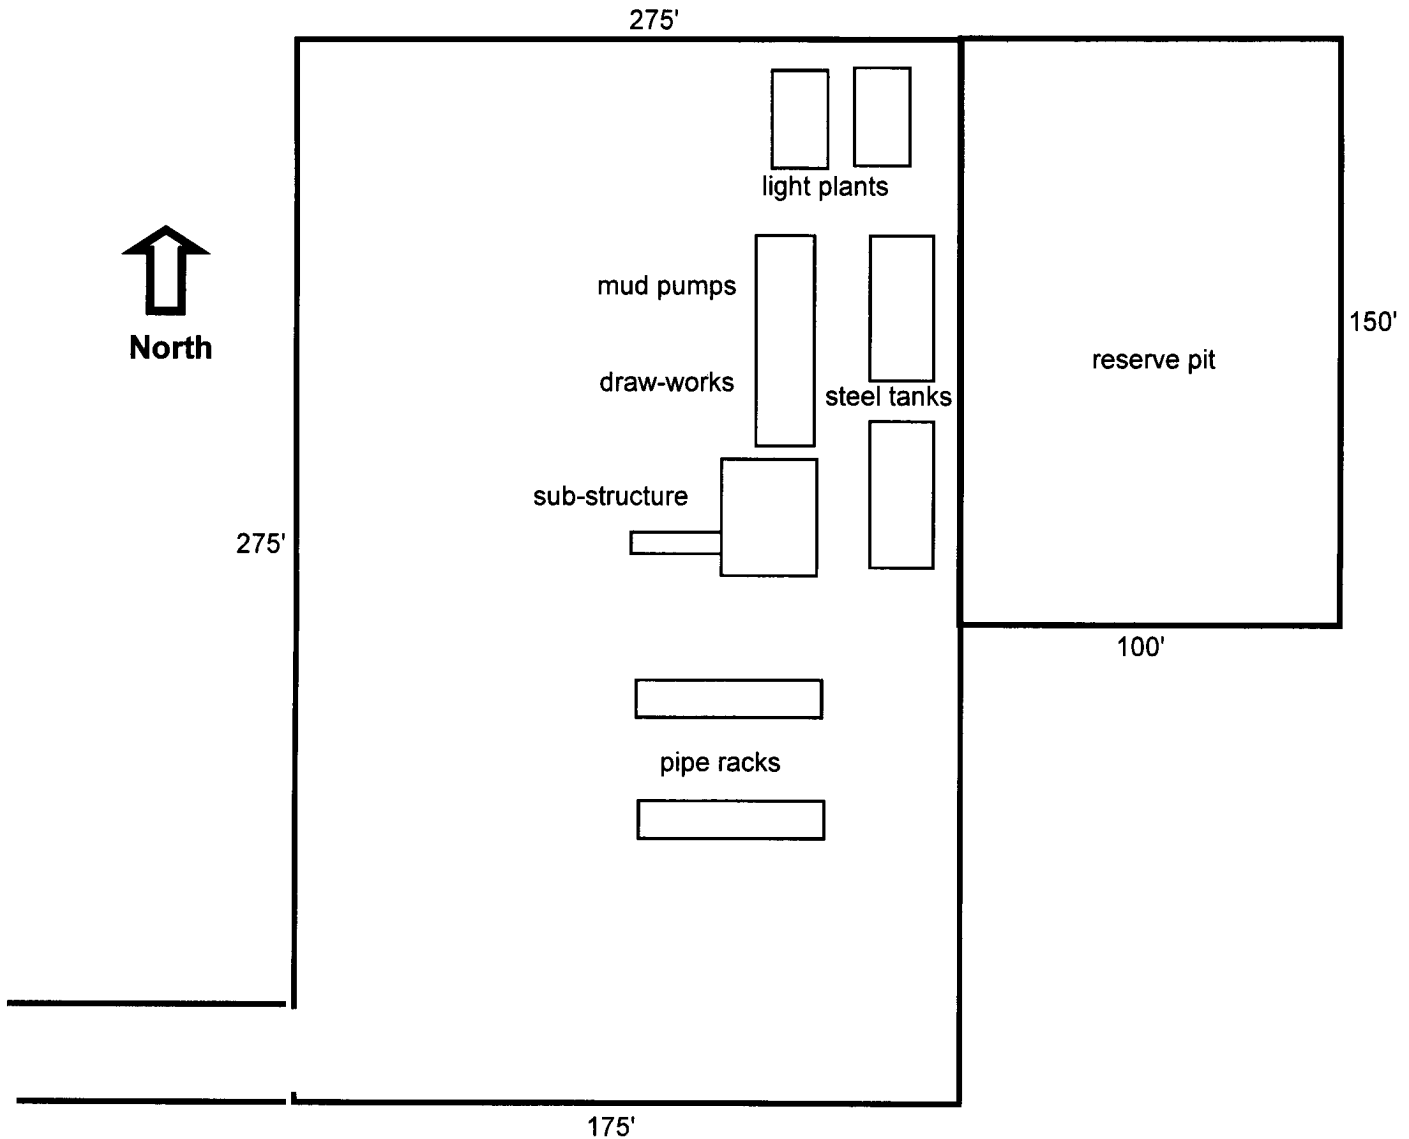 275'
light plants
mud pumps
North
150'
reserve pit
draw-works
steel tanks
sub-structure
275'
100'
pipe racks
175'